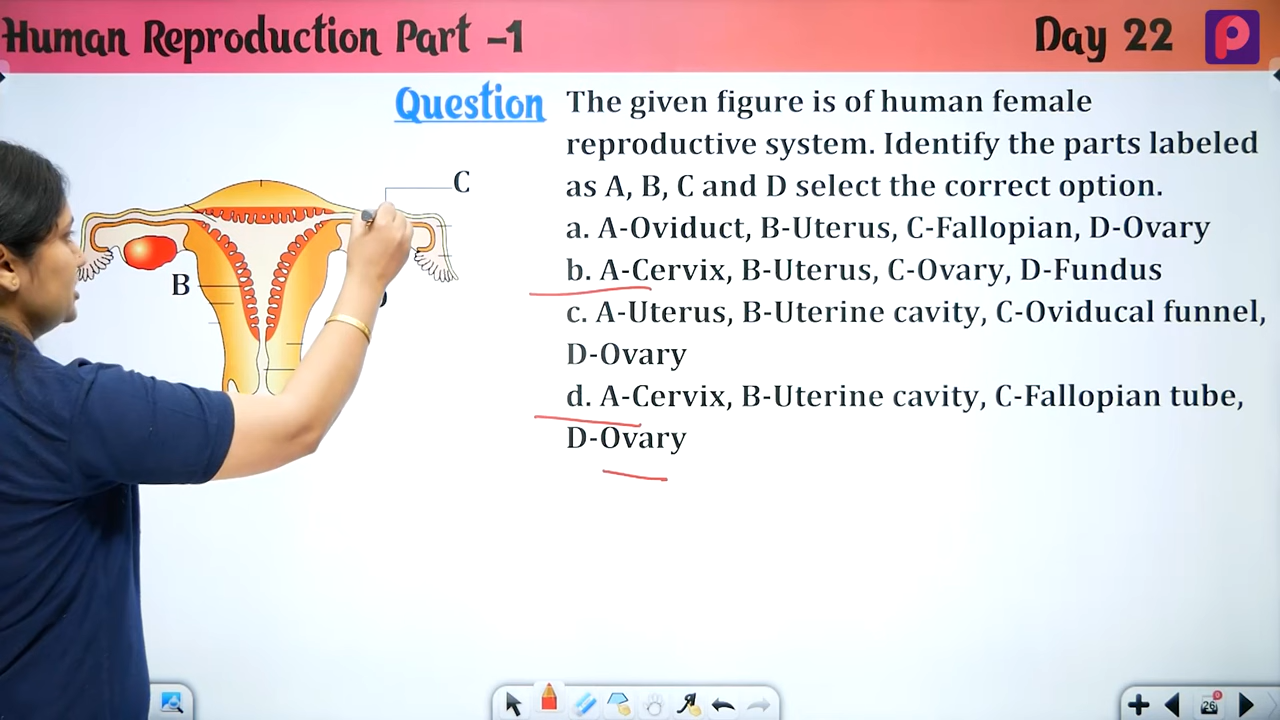 Human Reproduction Part -1
Day 22
Question
The given figure is of human female
reproductive system. Identify the parts labeled
as A, B, C and D select the correct option.
a. A-Oviduct, B-Uterus, C-Fallopian, D-Ovary
b. A-Cervix, B-Uterus, C-Ovary, D-Fundus
c. A-Uterus, B-Uterine cavity, C-Oviducal funnel,
D-Ovary
d. A-Cervix, B-Uterine cavity, C-Fallopian tube,
D-Ovary
C
B
26